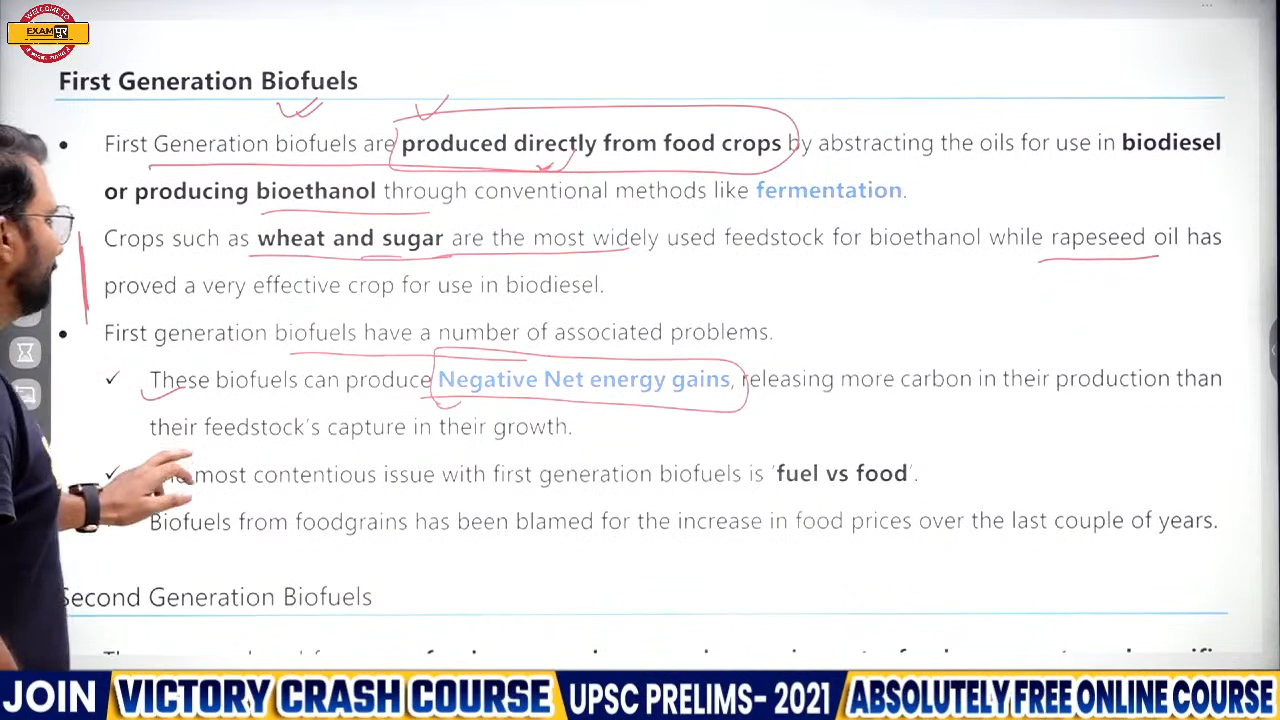 WELCOME TO
EXAM पुर
First Generation Biofuels
• First Generation biofuels are produced directly from food crops by abstracting the oils for use in biodiesel
or producing bioethanol through conventional methods like fermentation.
Crops such as wheat and sugar are the most widely used feedstock for bioethanol while rapeseed oil has
proved a very effective crop for use in biodiesel.
• First generation biofuels have a number of associated problems.
✓ These biofuels can produce Negative Net energy gains, releasing more carbon in their production than
their feedstock's capture in their growth.
✓ most contentious issue with first generation biofuels is 'fuel vs food'.
Biofuels from foodgrains has been blamed for the increase in food prices over the last couple of years.
Second Generation Biofuels
JOIN VICTORY CRASH COURSE UPSC PRELIMS- 2021 ABSOLUTELY FREE ONLINE COURSE